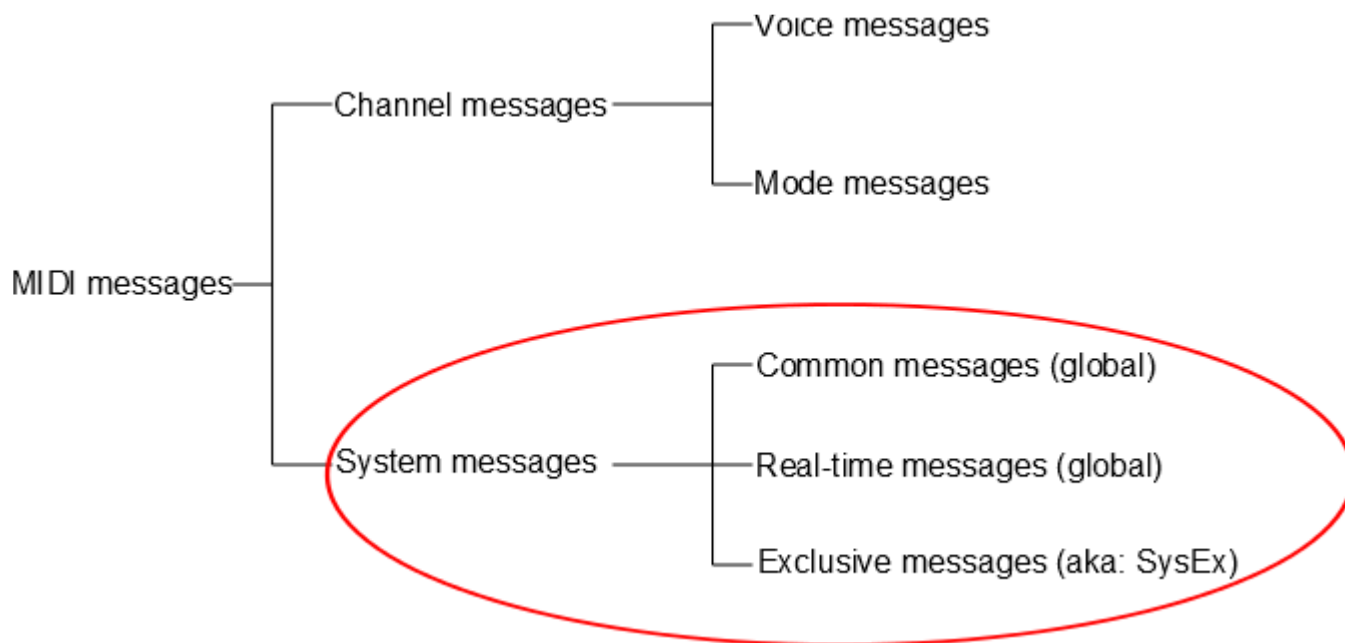 Voice messages
Channel messages
Mode messages
MIDI messages
Common messages (global)
System messages
Real-time messages (global)
Exclusive messages (aka: SysEx)